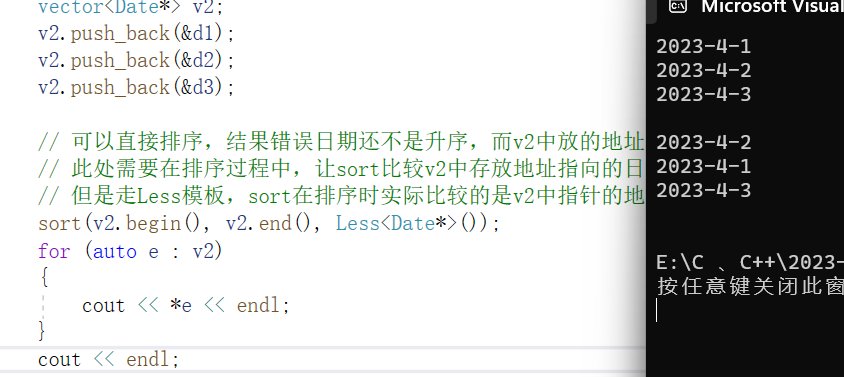 vector<Date*> v2;
v2.push_back(&d1);
v2.push_back(&d2);
v2.push_back(&d3);
// 可以直接排序，结果错误日期还不是升序，而v2中放的地址
// 此处需要在排序过程中，让sort比较v2中存放地址指向的日
// 但是走Less模板，sort在排序时实际比较的是v2中指针的地
sort(v2.begin(), v2.end(), Less<Date*>());
for (auto e : v2)
{
cout << *e << endl;
}
cout << endl;
Microsoft Visual
2023-4-1
2023-4-2
2023-4-3
2023-4-2
2023-4-1
2023-4-3
E:\C 、C++\2023-
按任意键关闭此窗